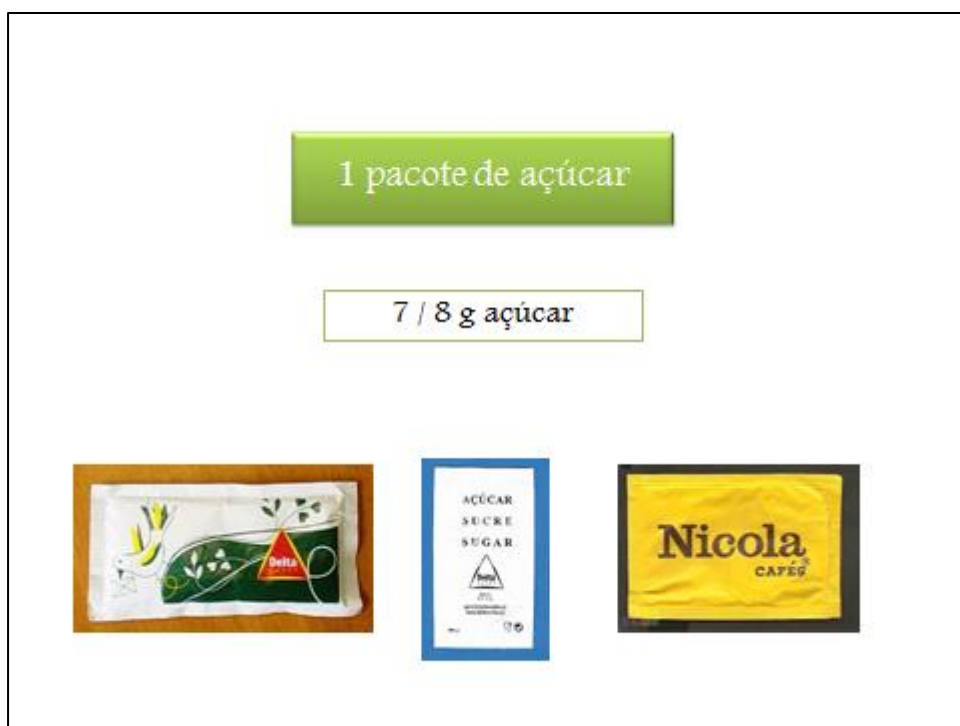 1 pacote de açúcar
7 / 8 g açúcar
Delta
AÇÚCAR
SUCRE
SUGAR
Delta
Nicola
CAFÉS